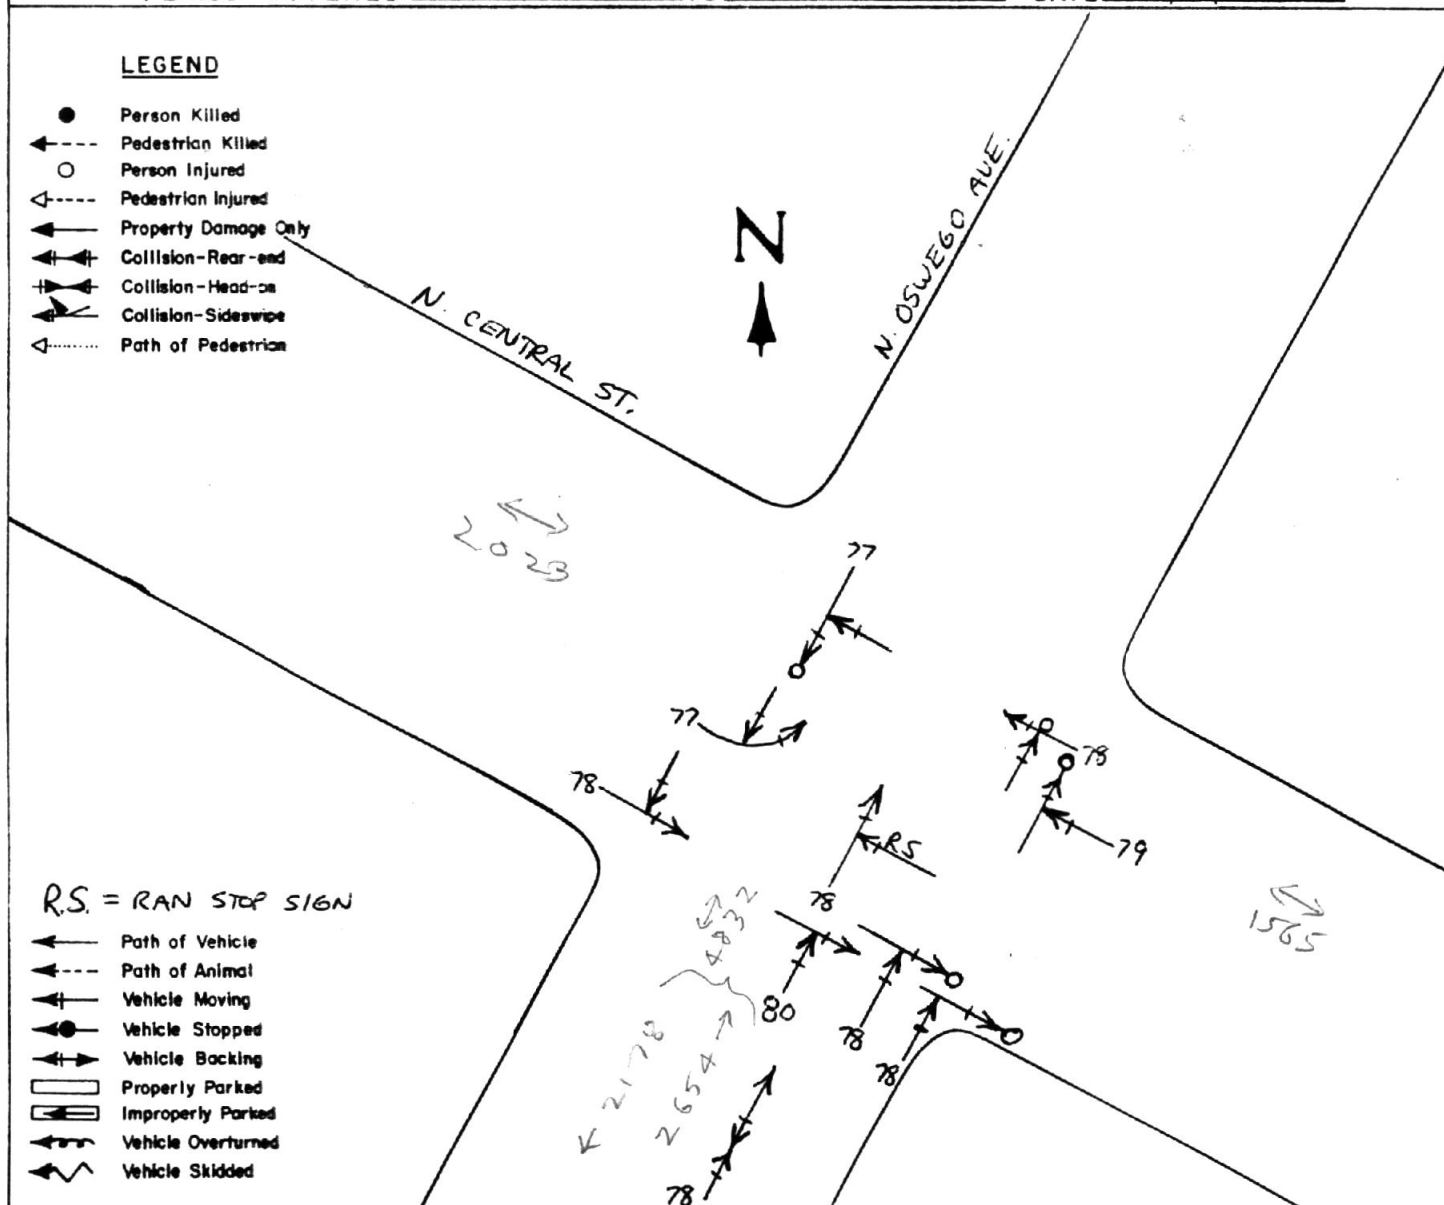 LEGEND
Person Killed
Pedestrian Killed
Person Injured
Pedestrian Injured
Property Damage Only
Collision-Rear-end
Collision-Head-on
Collision-Sideswipe
Path of Pedestrian
N
N. CENTRAL ST.
N. OSWEGO AVE.
2023
77
77
78
78
79
RS
78
4832
80
78
78
2178
2654
78
1565
R.S. = RAN STOP SIGN
Path of Vehicle
Path of Animal
Vehicle Moving
Vehicle Stopped
Vehicle Backing
Properly Parked
Improperly Parked
Vehicle Overturned
Vehicle Skidded